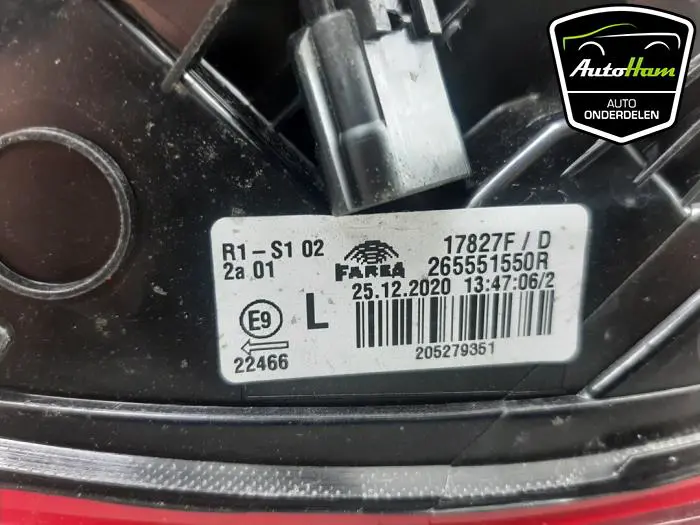 AutoHam
AUTO
ONDERDELEN
R1-S1 02
2a 01
FARBA
17827F / D
265551550R
25.12.2020 13:47:06/2
E9
L
22466
205279351